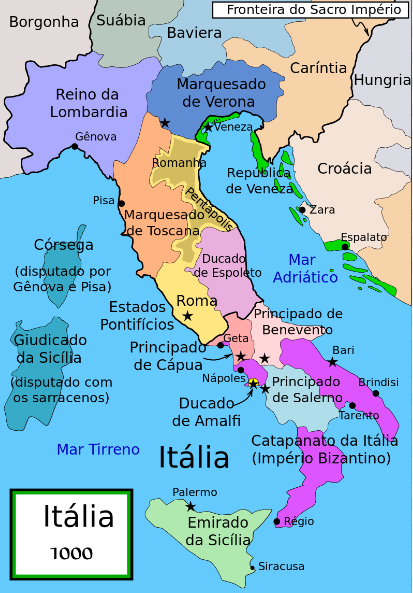 Fronteira do Sacro Império
Borgonha
Suábia
Baviera
Caríntia
Hungria
Reino da
Lombardia
Marquesado
de Verona
Gênova
Veneza
Romanha
República
de Veneza
Croácia
Pentápolis
Pisa
Marquesado
de Toscana
Zara
Espalato
Córsega
(disputado por
Gênova e Pisa)
Ducado
de Espoleto
Mar
Adriático
Estados
Pontifícios
Roma
Giudicado
da Sicília
(disputado com
os sarracenos)
Principado de
Benevento
Principado
de Cápua
Geta
Bari
Nápoles
Principado
de Salerno
Brindisi
Ducado
de Amalfi
Tarento
Mar Tirreno
Itália
Catapanato da Itália
(Império Bizantino)
Palermo
Emirado
da Sicília
Régio
Siracusa
Itália
1000